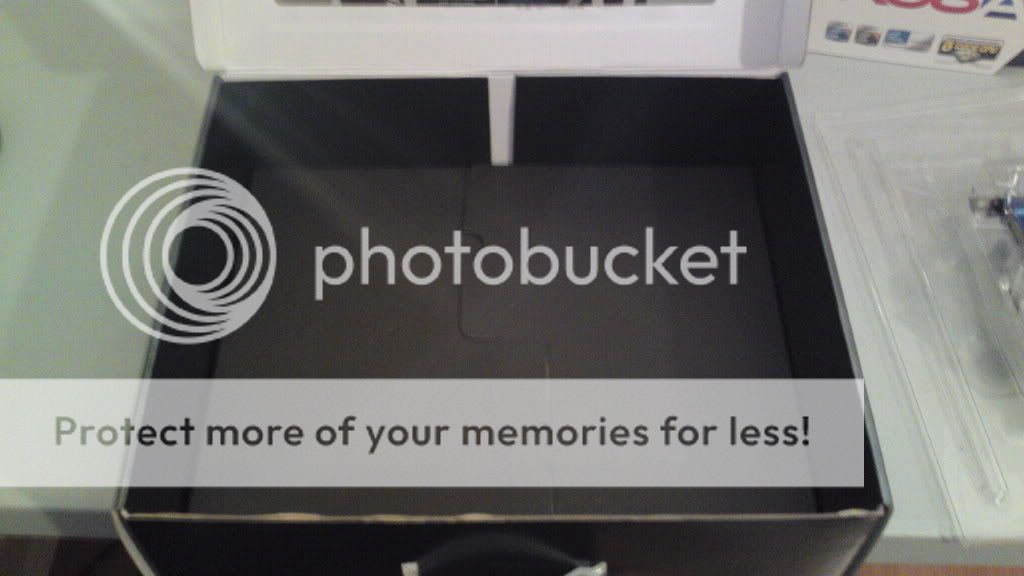 photobucket
Protect more of your memories for less!